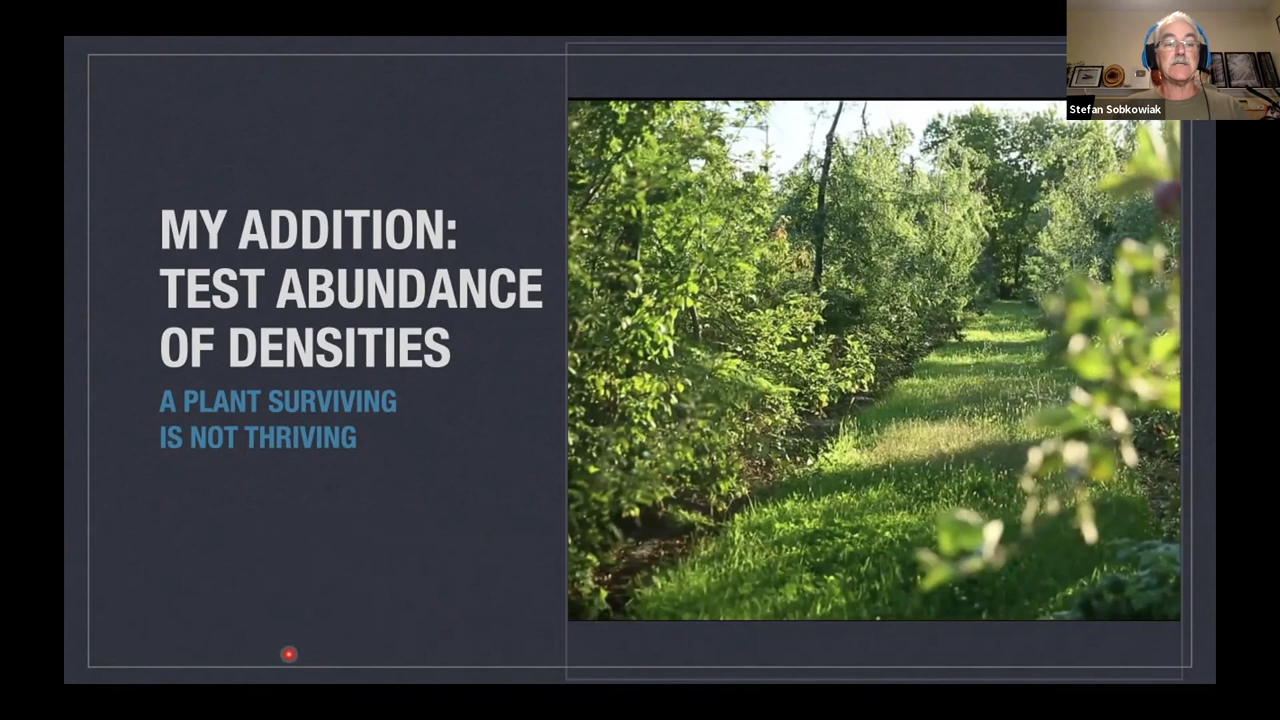 MY ADDITION:
TEST ABUNDANCE
OF DENSITIES
A PLANT SURVIVING
IS NOT THRIVING
Stefan Sobkowiak